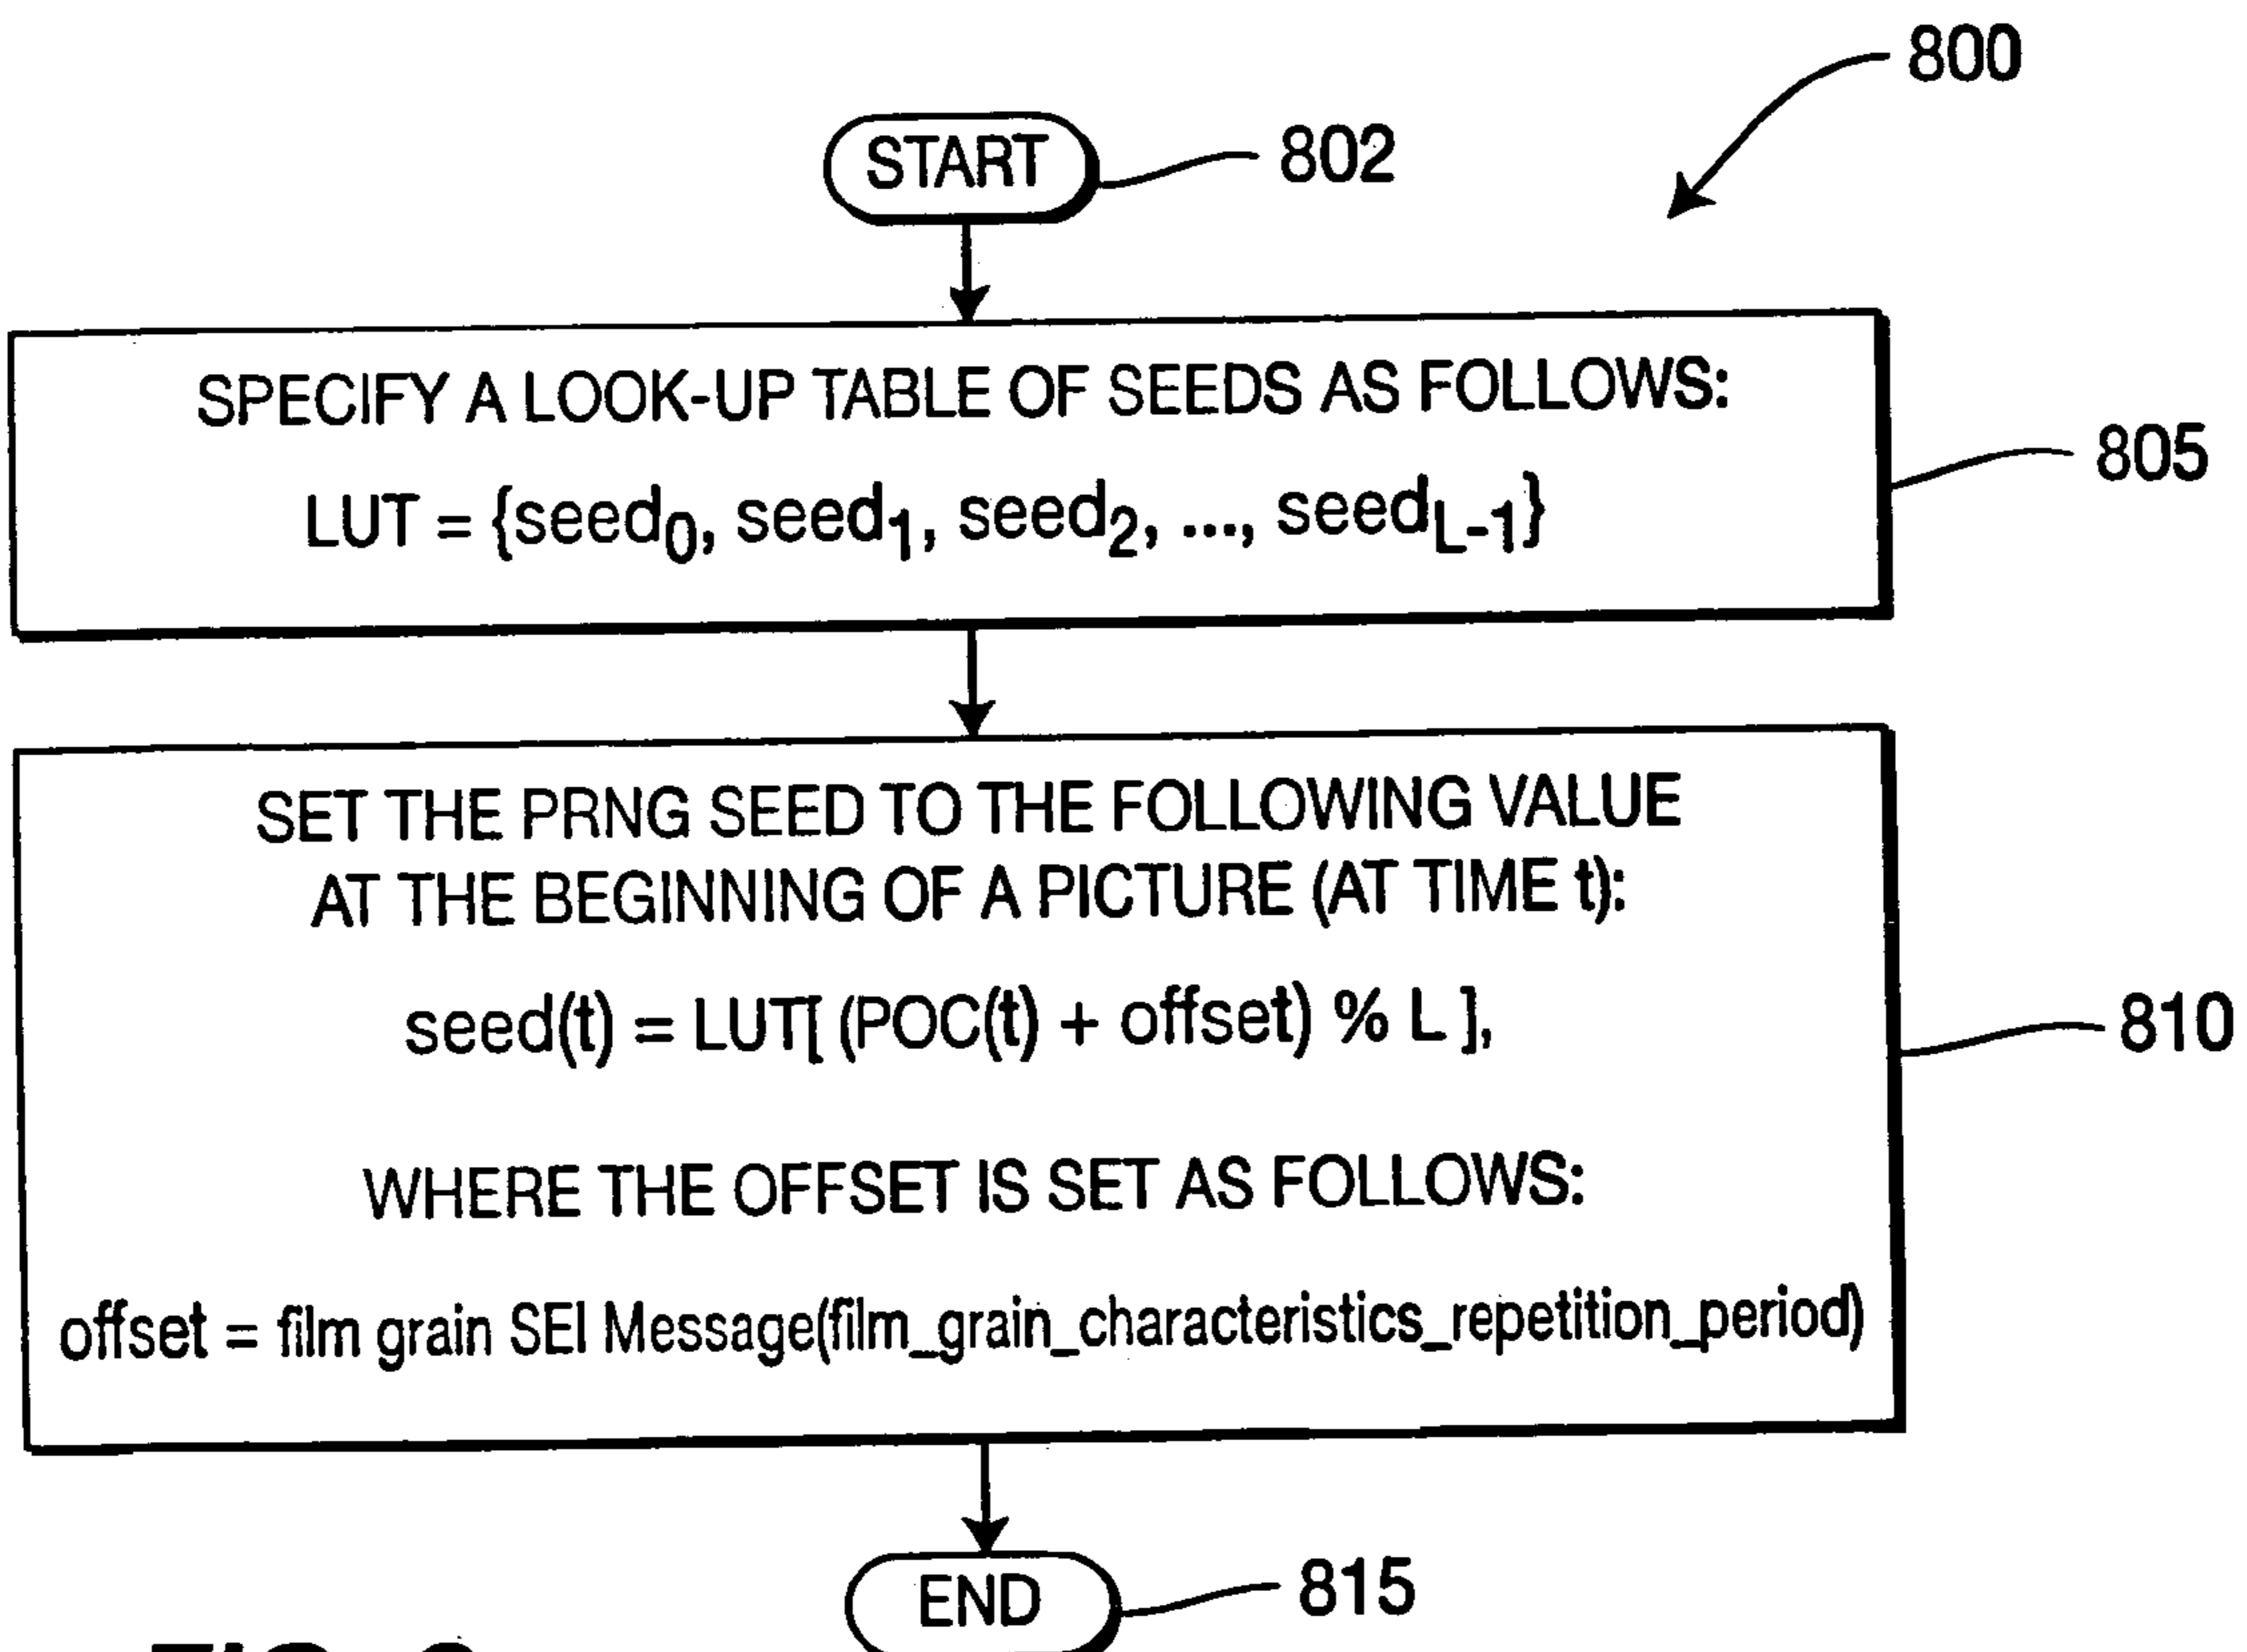 800
START
802
SPECIFY A LOOK-UP TABLE OF SEEDS AS FOLLOWS:
LUT = {seed0, seed1, seed2, ..., seedL-1}
805
SET THE PRNG SEED TO THE FOLLOWING VALUE
AT THE BEGINNING OF A PICTURE (AT TIME t):
seed(t) = LUT[ (POC(t) + offset) % L ],
810
WHERE THE OFFSET IS SET AS FOLLOWS:
offset = film grain SEI Message(film_grain_characteristics_repetition_period)
END
815